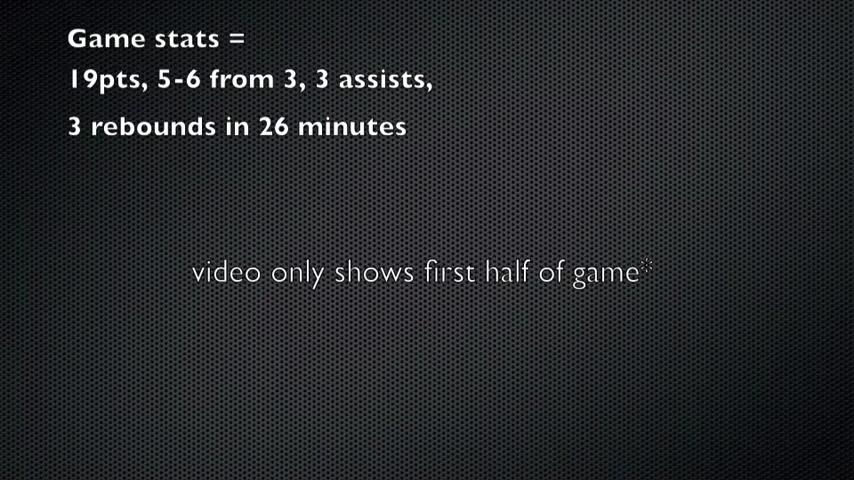 Game stats =
19pts, 5-6 from 3, 3 assists,
3 rebounds in 26 minutes
video only shows first half of game*